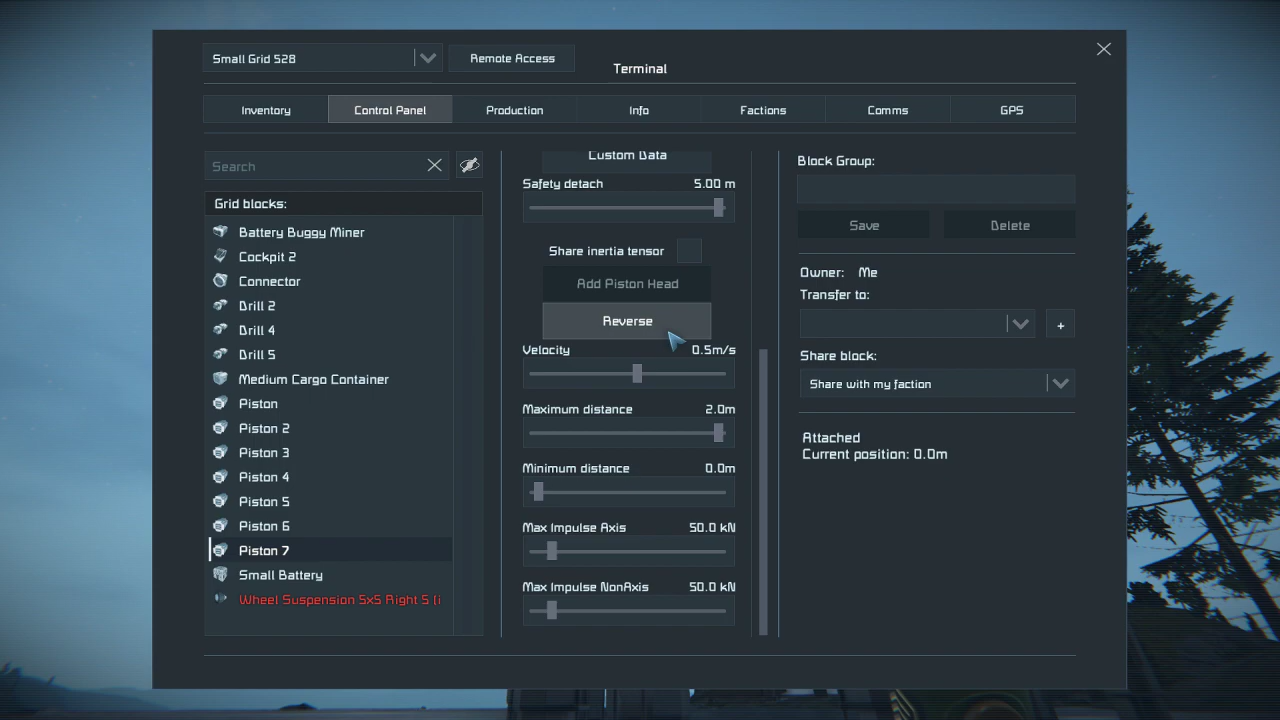 Small Grid 528
Remote Access
Terminal
Inventory
Control Panel
Production
Info
Factions
Comms
GPS
Search
Grid blocks:
Battery Buggy Miner
Cockpit 2
Connector
Drill 2
Drill 4
Drill 5
Medium Cargo Container
Piston
Piston 2
Piston 3
Piston 4
Piston 5
Piston 6
Piston 7
Small Battery
Wheel Suspension 5x5 Right 5 (i
Custom Data
Safety detach 5.00 m
Share inertia tensor
Add Piston Head
Reverse
Velocity 0.5m/s
Maximum distance 2.0m
Minimum distance 0.0m
Max Impulse Axis 50.0 kN
Max Impulse NonAxis 50.0 kN
Block Group:
Save
Delete
Owner: Me
Transfer to:
+
Share block:
Share with my faction
Attached
Current position: 0.0m